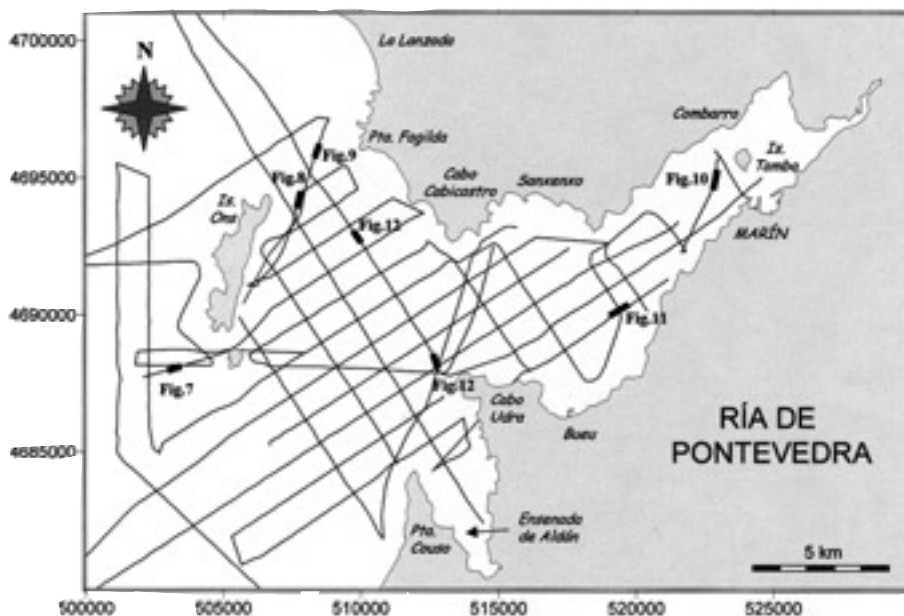 4700000
La Lanzada
N
Combarro
Pta. Fagilda
Fig.9
Is.
Tambo
4695000
Fig.8
Cabo
Cabicastro
Sanxenxo
Fig.10
Is.
Ons
Fig.12
MARÍN
4690000
Fig.11
Fig.7
Fig.12
Cabo
Udra
Bueu
RÍA DE
PONTEVEDRA
4685000
Pta.
Couso
Ensenada
de Aldán
5 km
500000
505000
510000
515000
520000
525000